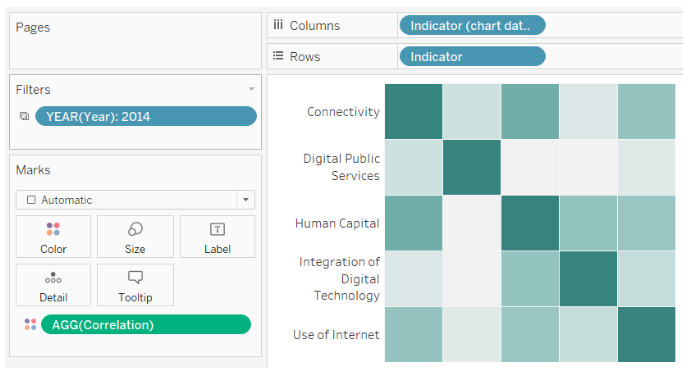 Pages
Columns
Indicator (chart dat..
Rows
Indicator
Filters
YEAR(Year): 2014
Marks
Automatic
Color
Size
Label
Detail
Tooltip
AGG(Correlation)
Connectivity
Digital Public
Services
Human Capital
Integration of
Digital
Technology
Use of Internet